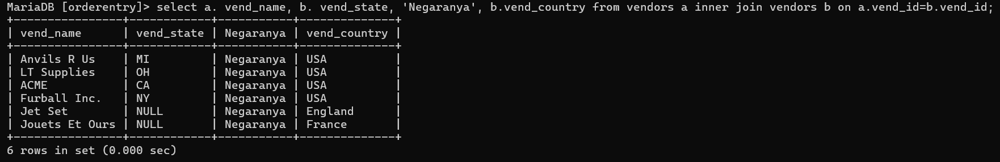 MariaDB [orderentry]> select a. vend_name, b. vend_state, 'Negaranya', b.vend_country from vendors a inner join vendors b on a.vend_id=b.vend_id;
+----------------+------------+-----------+--------------+
| vend_name      | vend_state | Negaranya | vend_country |
+----------------+------------+-----------+--------------+
| Anvils R Us    | MI         | Negaranya | USA          |
| LT Supplies    | OH         | Negaranya | USA          |
| ACME           | CA         | Negaranya | USA          |
| Furball Inc.   | NY         | Negaranya | USA          |
| Jet Set        | NULL       | Negaranya | England      |
| Jouets Et Ours | NULL       | Negaranya | France       |
+----------------+------------+-----------+--------------+
6 rows in set (0.000 sec)